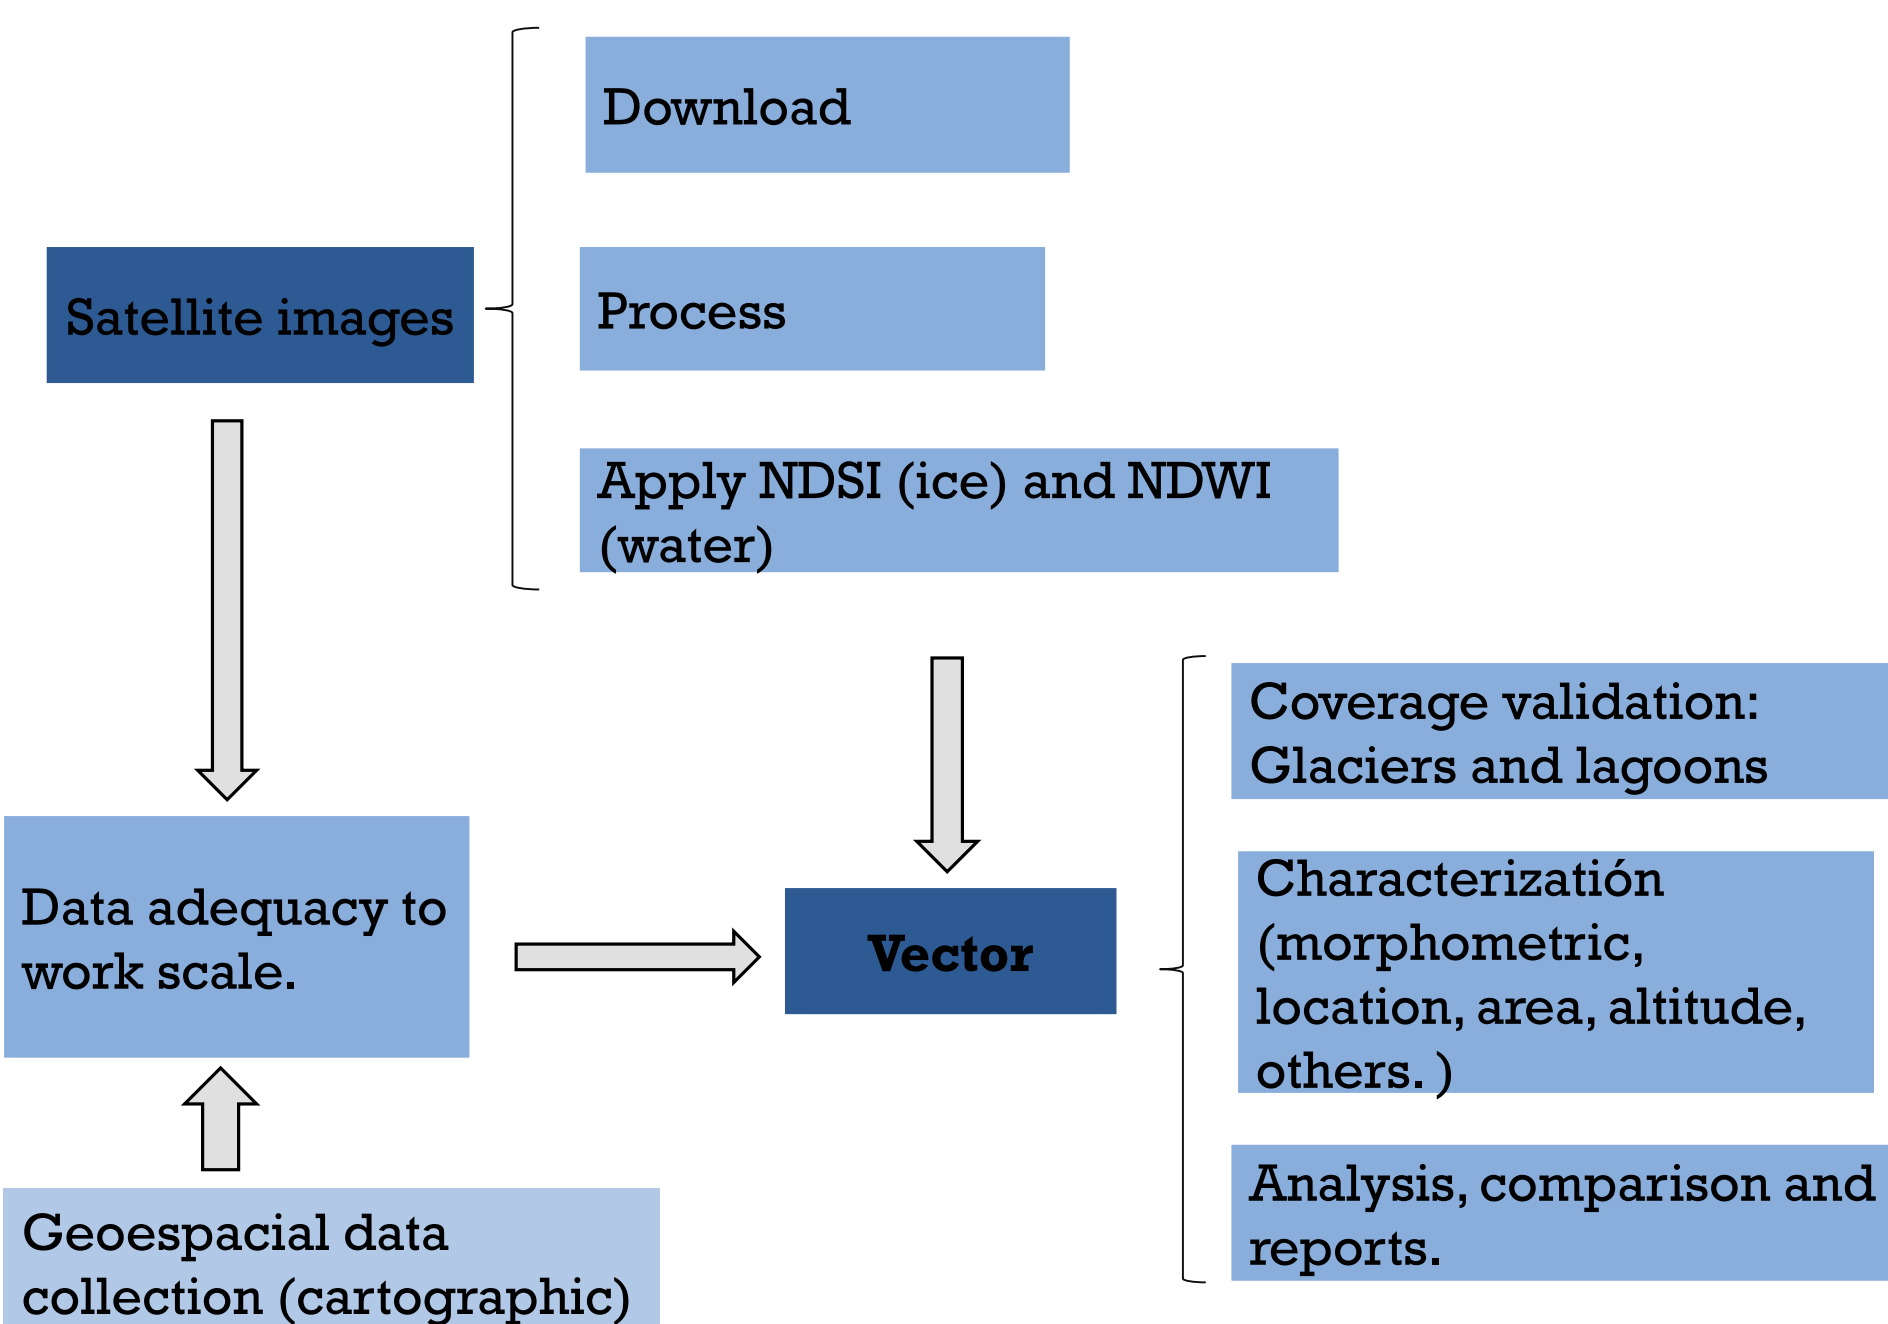 Download
Satellite images
Process
Apply NDSI (ice) and NDWI
(water)
Coverage validation:
Glaciers and lagoons
Data adequacy to
work scale.
Vector
Characterizatión
(morphometric,
location, area, altitude,
others. )
Analysis, comparison and
reports.
Geoespacial data
collection (cartographic)